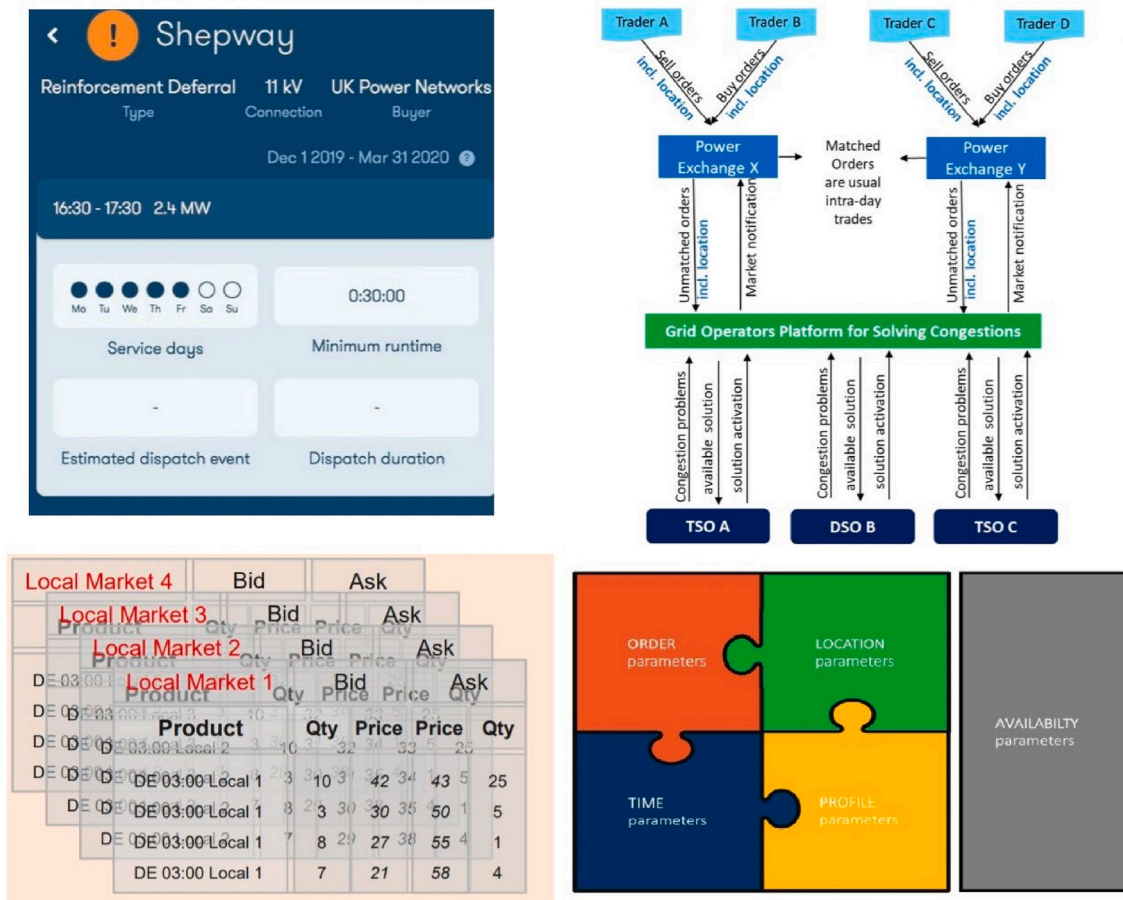 < ! Shepway
Reinforcement Deferral 11 kV UK Power Networks
Type Connection Buyer
Dec 1 2019 - Mar 31 2020 ?
16:30 - 17:30 2.4 MW
Mo Tu We Th Fr Sa Su
0:30:00
Service days
Minimum runtime
-
-
Estimated dispatch event
Dispatch duration
Trader A
Trader B
Trader C
Trader D
Sell orders
incl. location
Buy orders
incl. location
Sell orders
incl. location
Buy orders
incl. location
Power
Exchange X
Matched
Orders
are usual
intra-day
trades
Power
Exchange Y
Unmatched orders
incl. location
Market notification
Unmatched orders
incl. location
Market notification
Grid Operators Platform for Solving Congestions
Congestion problems
available solution
solution activation
Congestion problems
available solution
solution activation
Congestion problems
available solution
solution activation
TSO A
DSO B
TSO C
Local Market 4 Bid Ask
Local Market 3 Bid Ask
Local Market 2 Bid Ask
Local Market 1 Bid Ask
Product Qty Price Price Qty
DE 03:00 Local 1 10 42 43 25
DE 03:00 Local 1 3 30 50 5
DE 03:00 Local 1 8 27 55 1
DE 03:00 Local 1 7 21 58 4
ORDER
parameters
LOCATION
parameters
TIME
parameters
PROFILE
parameters
AVAILABILTY
parameters